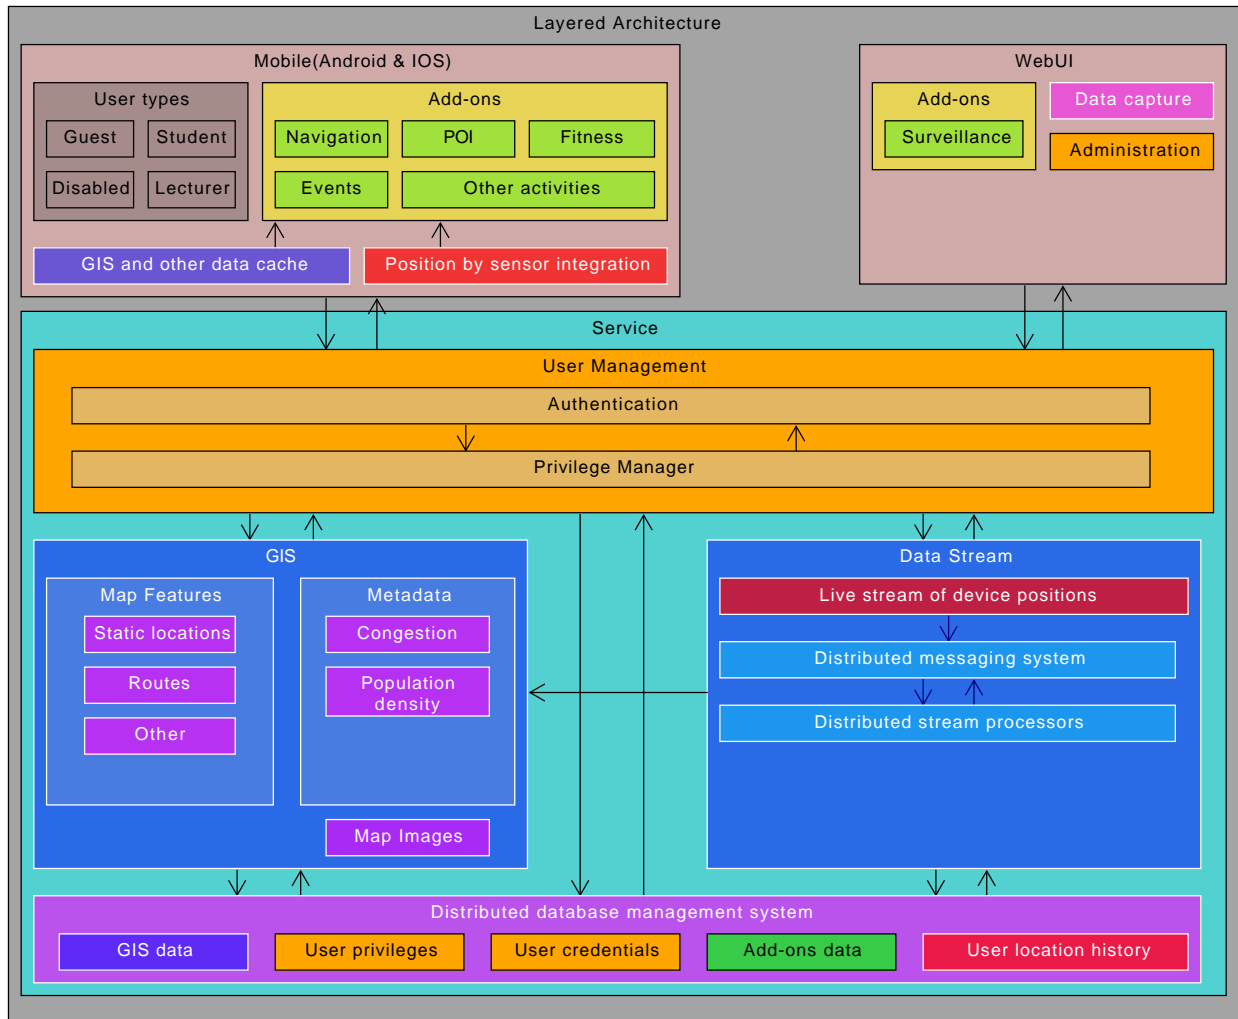 Layered Architecture
Mobile(Android & IOS)
User types
Guest
Student
Disabled
Lecturer
Add-ons
Navigation
POI
Fitness
Events
Other activities
GIS and other data cache
Position by sensor integration
WebUI
Add-ons
Surveillance
Data capture
Administration
Service
User Management
Authentication
Privilege Manager
GIS
Map Features
Static locations
Routes
Other
Metadata
Congestion
Population
density
Map Images
Data Stream
Live stream of device positions
Distributed messaging system
Distributed stream processors
Distributed database management system
GIS data
User privileges
User credentials
Add-ons data
User location history